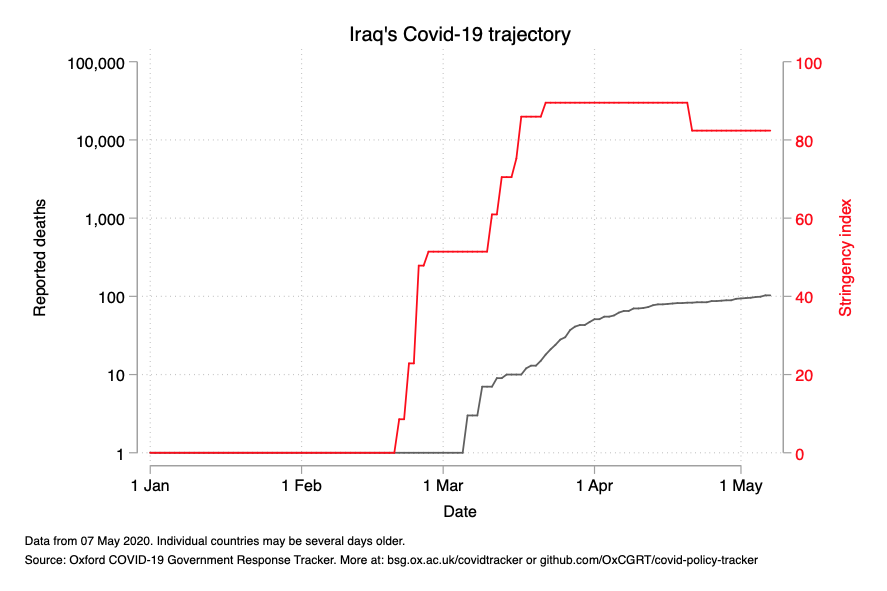 Iraq's Covid-19 trajectory
100,000
10,000
1,000
100
10
1
Reported deaths
100
80
60
40
20
0
Stringency index
1 Jan
1 Feb
1 Mar
1 Apr
1 May
Date
Data from 07 May 2020. Individual countries may be several days older.
Source: Oxford COVID-19 Government Response Tracker. More at: bsg.ox.ac.uk/covidtracker or github.com/OxCGRT/covid-policy-tracker